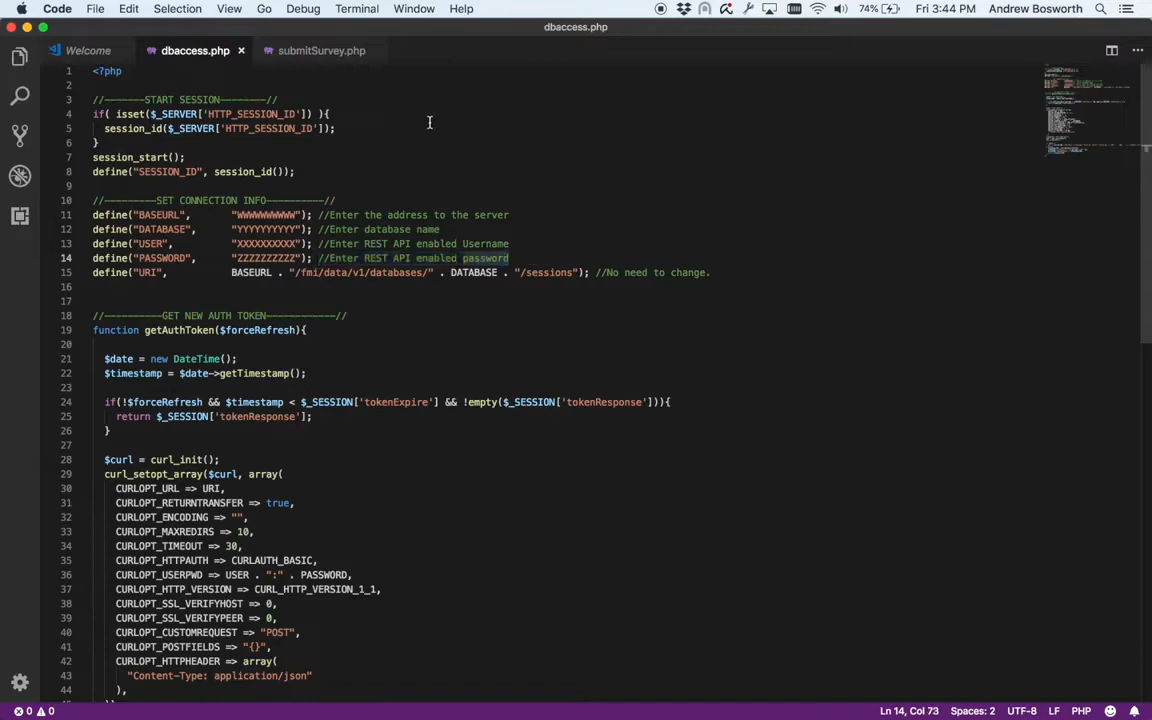 Code File Edit Selection View Go Debug Terminal Window Help 74% Fri 3:44 PM Andrew Bosworth
dbaccess.php
Welcome dbaccess.php × submitSurvey.php
1 <?php
2
3 //-------START SESSION--------//
4 if( isset($_SERVER['HTTP_SESSION_ID']) ){
5 session_id($_SERVER['HTTP_SESSION_ID']);
6 }
7 session_start();
8 define("SESSION_ID", session_id());
9
10 //---------SET CONNECTION INFO----------//
11 define("BASEURL", "WWWWWWWWWW"); //Enter the address to the server
12 define("DATABASE", "YYYYYYYYYY"); //Enter database name
13 define("USER", "XXXXXXXXXX"); //Enter REST API enabled Username
14 define("PASSWORD", "ZZZZZZZZZZ"); //Enter REST API enabled password
15 define("URI", BASEURL . "/fmi/data/v1/databases/" . DATABASE . "/sessions"); //No need to change.
16
17
18 //----------GET NEW AUTH TOKEN------------//
19 function getAuthToken($forceRefresh){
20
21 $date = new DateTime();
22 $timestamp = $date->getTimestamp();
23
24 if(!$forceRefresh && $timestamp < $_SESSION['tokenExpire'] && !empty($_SESSION['tokenResponse'])){
25 return $_SESSION['tokenResponse'];
26 }
27
28 $curl = curl_init();
29 curl_setopt_array($curl, array(
30 CURLOPT_URL => URI,
31 CURLOPT_RETURNTRANSFER => true,
32 CURLOPT_ENCODING => "",
33 CURLOPT_MAXREDIRS => 10,
34 CURLOPT_TIMEOUT => 30,
35 CURLOPT_HTTPAUTH => CURLAUTH_BASIC,
36 CURLOPT_USERPWD => USER . ":" . PASSWORD,
37 CURLOPT_HTTP_VERSION => CURL_HTTP_VERSION_1_1,
38 CURLOPT_SSL_VERIFYHOST => 0,
39 CURLOPT_SSL_VERIFYPEER => 0,
40 CURLOPT_CUSTOMREQUEST => "POST",
41 CURLOPT_POSTFIELDS => "{}",
42 CURLOPT_HTTPHEADER => array(
43 "Content-Type: application/json"
44 ),
0 0 Ln 14, Col 73 Spaces: 2 UTF-8 LF PHP